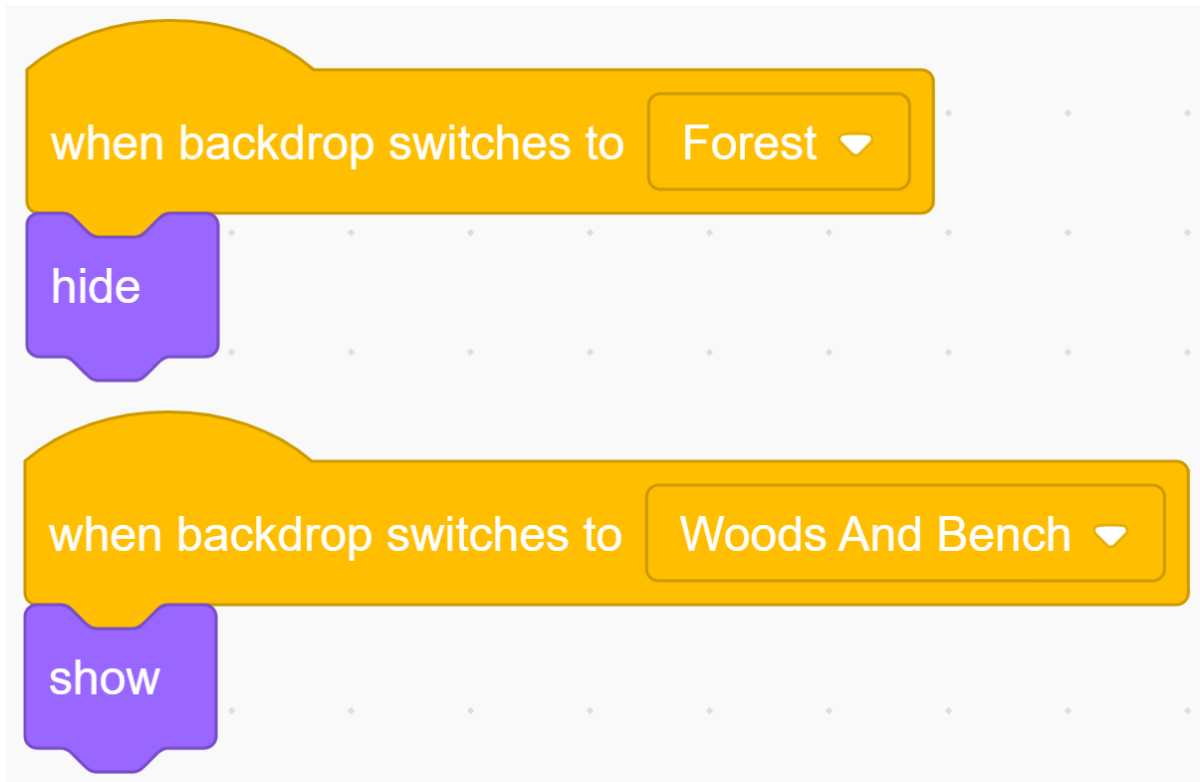 when backdrop switches to Forest
hide
when backdrop switches to Woods And Bench
show